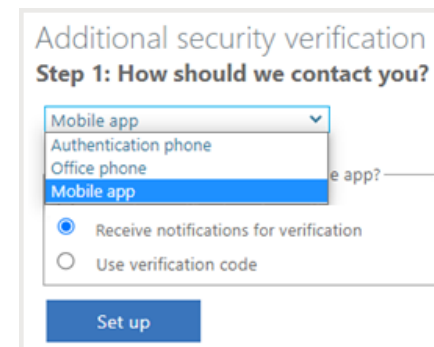 Additional security verification
Step 1: How should we contact you?
Mobile app
Authentication phone
Office phone
Mobile app
e app?
Receive notifications for verification
Use verification code
Set up